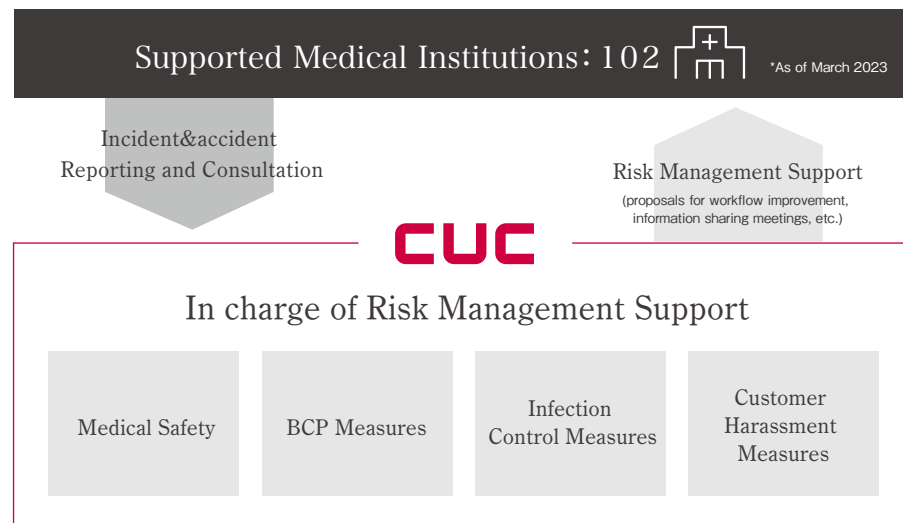 Supported Medical Institutions: 102
*As of March 2023
Incident&accident
Reporting and Consultation
Risk Management Support
(proposals for workflow improvement,
information sharing meetings, etc.)
CUC
In charge of Risk Management Support
Medical Safety
BCP Measures
Infection
Control Measures
Customer
Harassment
Measures